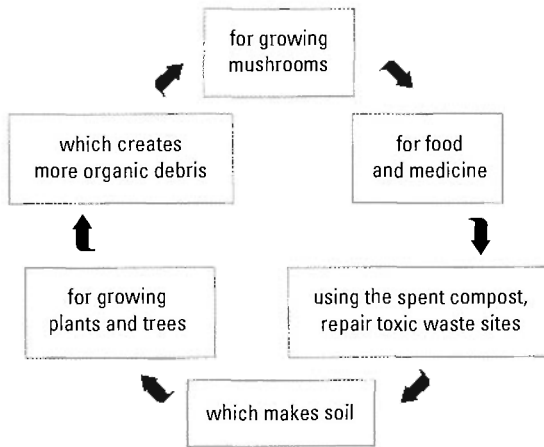 for growing
mushrooms
for food
and medicine
using the spent compost,
repair toxic waste sites
which makes soil
for growing
plants and trees
which creates
more organic debris